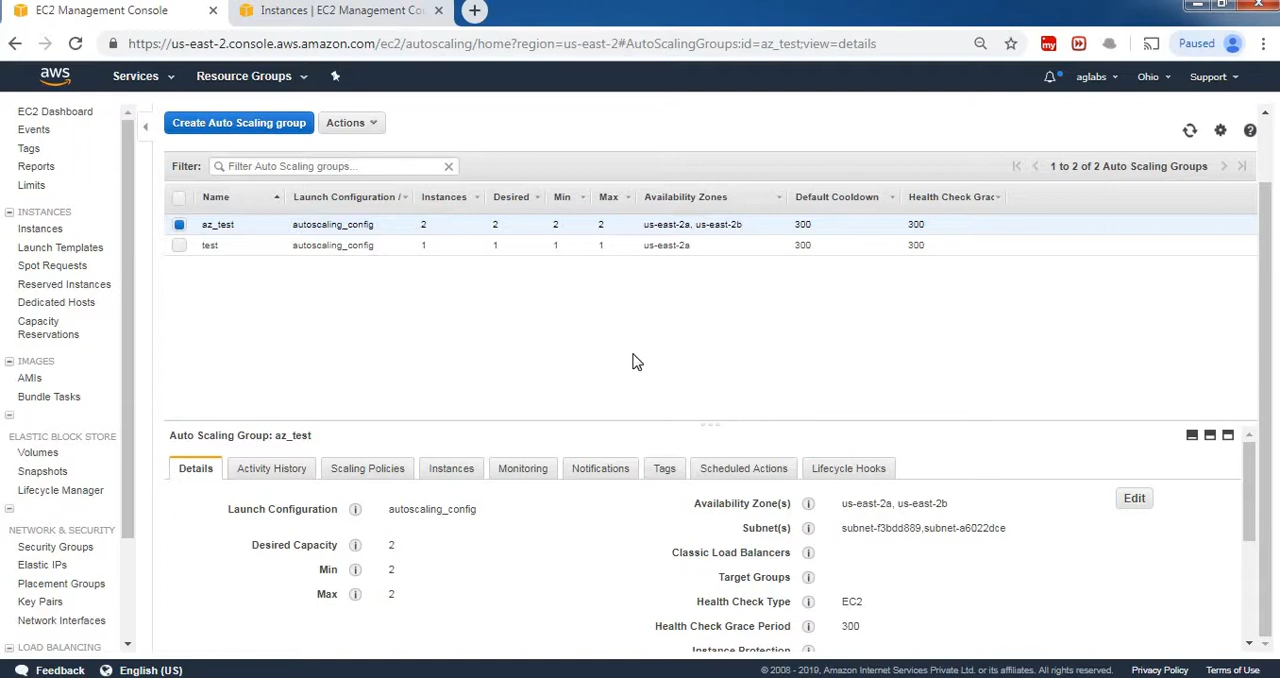 EC2 Management Console
Instances | EC2 Management Co
https://us-east-2.console.aws.amazon.com/ec2/autoscaling/home?region=us-east-2#AutoScalingGroups:id=az_test;view=details
my
Paused
aws
Services
Resource Groups
aglabs
Ohio
Support
EC2 Dashboard
Events
Tags
Reports
Limits
INSTANCES
Instances
Launch Templates
Spot Requests
Reserved Instances
Dedicated Hosts
Capacity
Reservations
IMAGES
AMIs
Bundle Tasks
ELASTIC BLOCK STORE
Volumes
Snapshots
Lifecycle Manager
NETWORK & SECURITY
Security Groups
Elastic IPs
Placement Groups
Key Pairs
Network Interfaces
LOAD BALANCING
Create Auto Scaling group
Actions
Filter:
Filter Auto Scaling groups...
1 to 2 of 2 Auto Scaling Groups
Name Launch Configuration / Instances Desired Min Max Availability Zones Default Cooldown Health Check Grac
az_test autoscaling_config 2 2 2 2 us-east-2a, us-east-2b 300 300
test autoscaling_config 1 1 1 1 us-east-2a 300 300
Auto Scaling Group: az_test
Details Activity History Scaling Policies Instances Monitoring Notifications Tags Scheduled Actions Lifecycle Hooks
Launch Configuration autoscaling_config
Desired Capacity 2
Min 2
Max 2
Availability Zone(s) us-east-2a, us-east-2b
Edit
Subnet(s) subnet-f3bdd889,subnet-a6022dce
Classic Load Balancers
Target Groups
Health Check Type EC2
Health Check Grace Period 300
Instance Protection
Feedback
English (US)
© 2008 - 2019, Amazon Internet Services Private Ltd. or its affiliates. All rights reserved.
Privacy Policy
Terms of Use